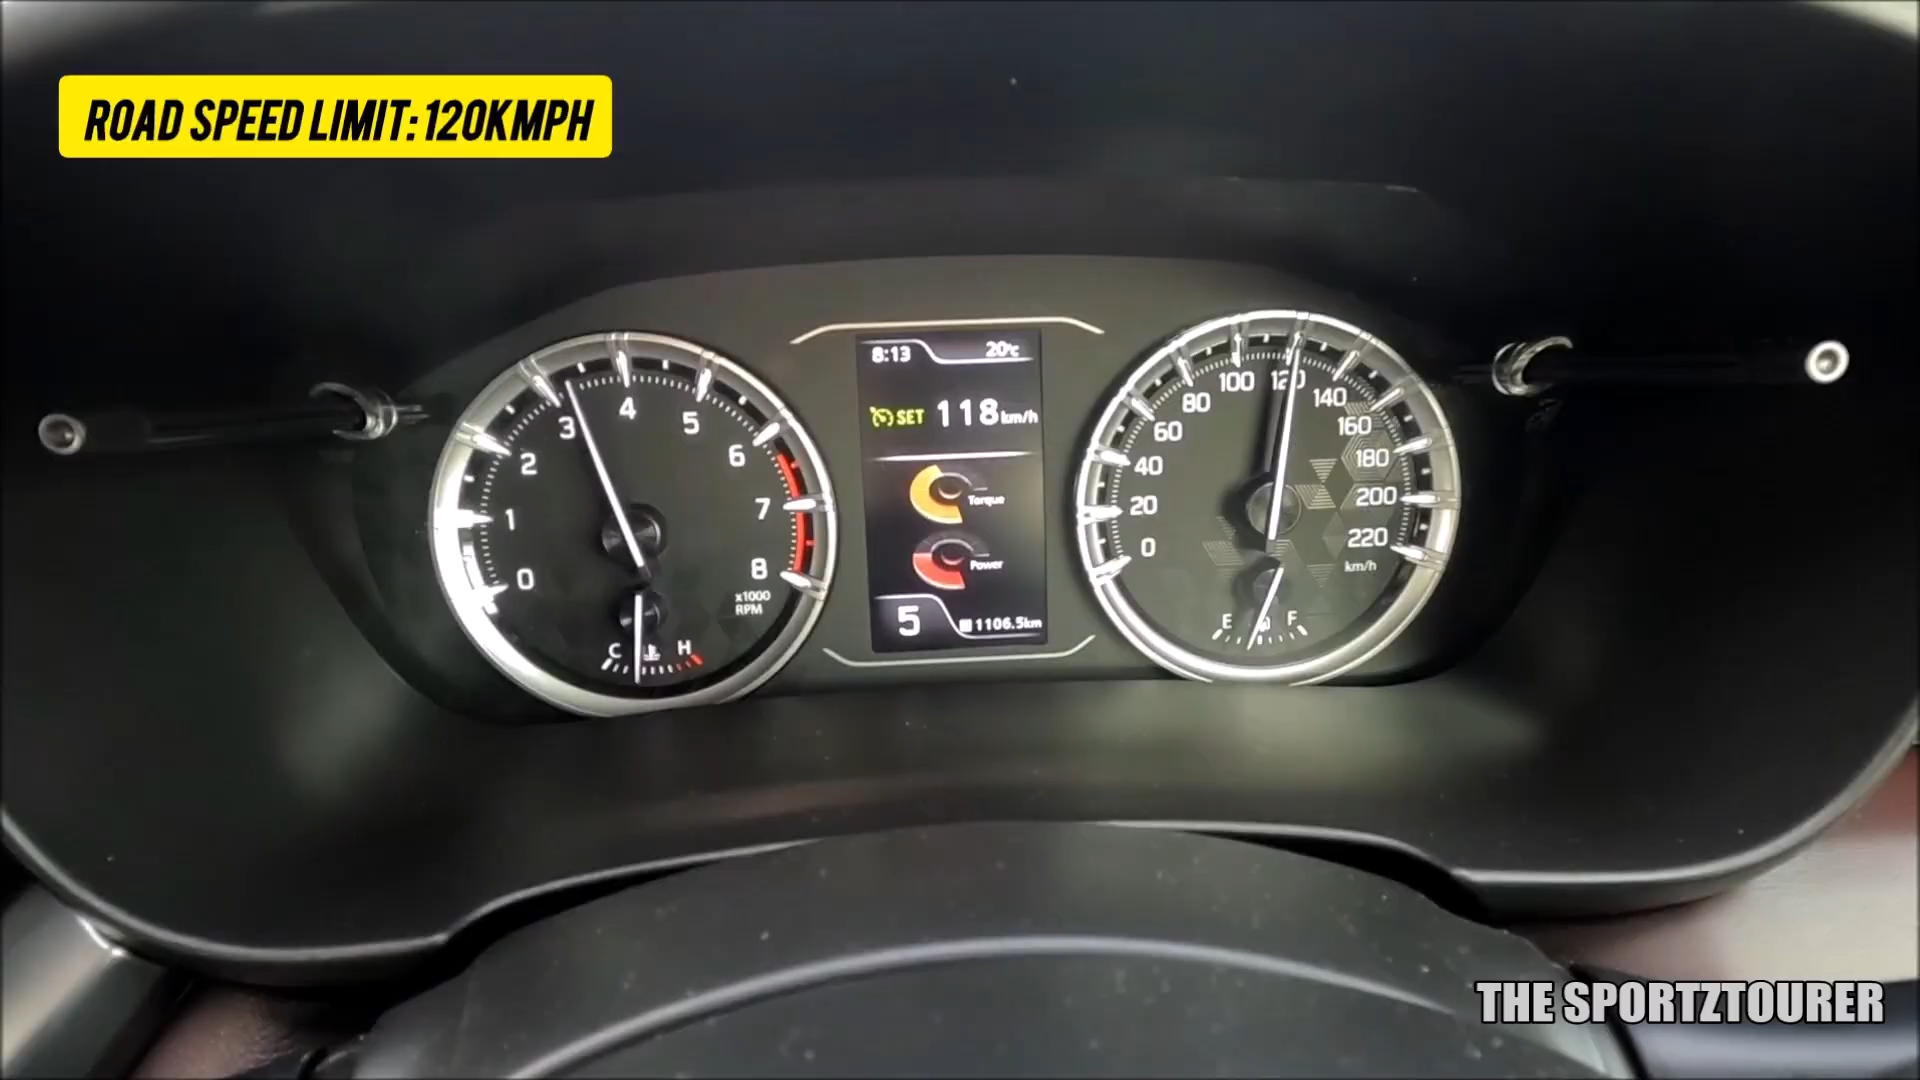 ROAD SPEED LIMIT: 120KMPH
8:13 20°c
SET 118km/h
Torque
Power
5 1106.5km
0 1 2 3 4 5 6 7 8
x1000
RPM
C H
0 20 40 60 80 100 120 140 160 180 200 220
km/h
E F
THE SPORTZTOURER